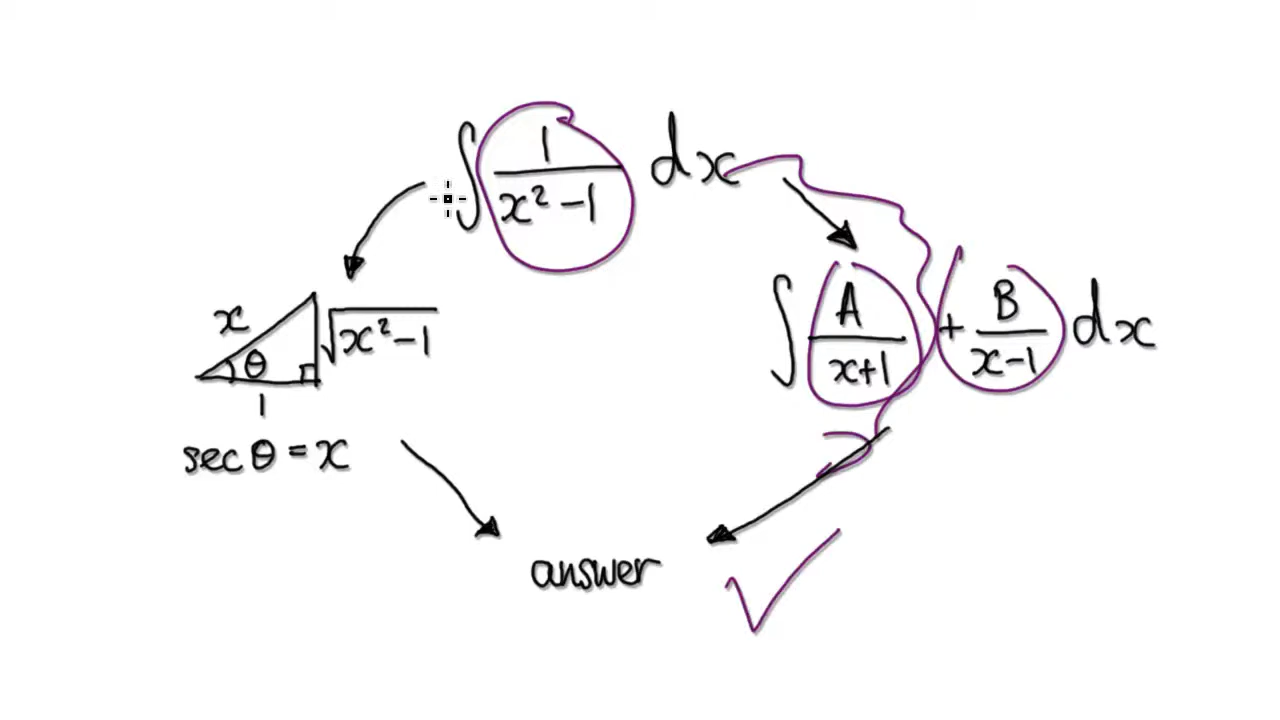 ∫ 1/(x² − 1) dx
x
θ
√(x² − 1)
1
sec θ = x
∫ A/(x+1) + B/(x−1) dx
answer